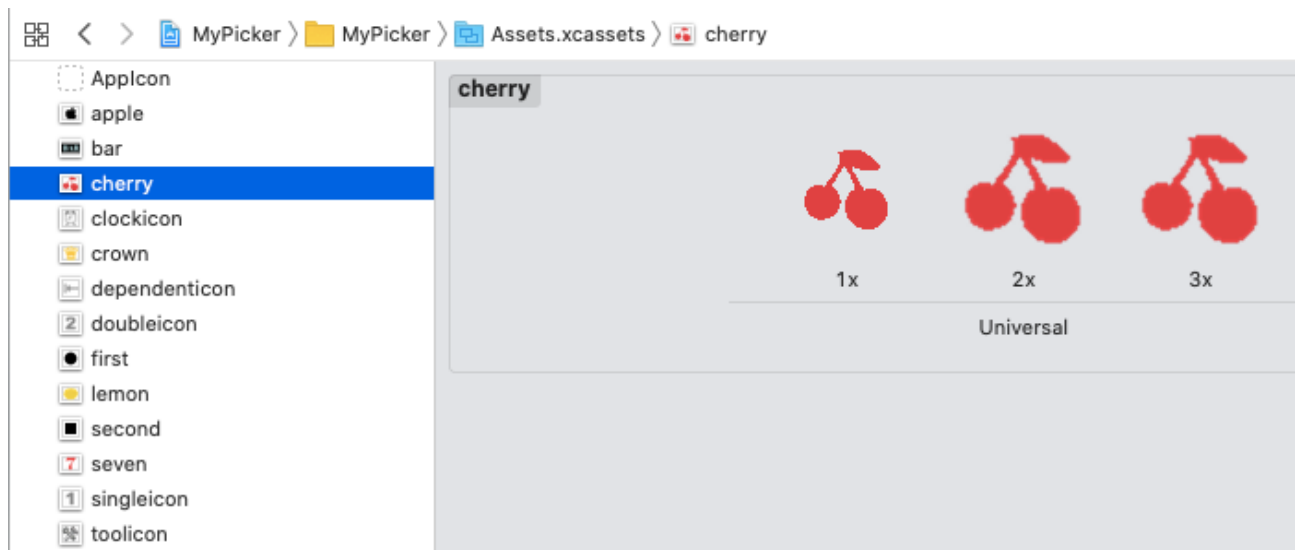 MyPicker 〉 MyPicker 〉 Assets.xcassets 〉 cherry
AppIcon
apple
bar
cherry
clockicon
crown
dependenticon
doubleicon
first
lemon
second
seven
singleicon
toolicon
cherry
1x 2x 3x
Universal